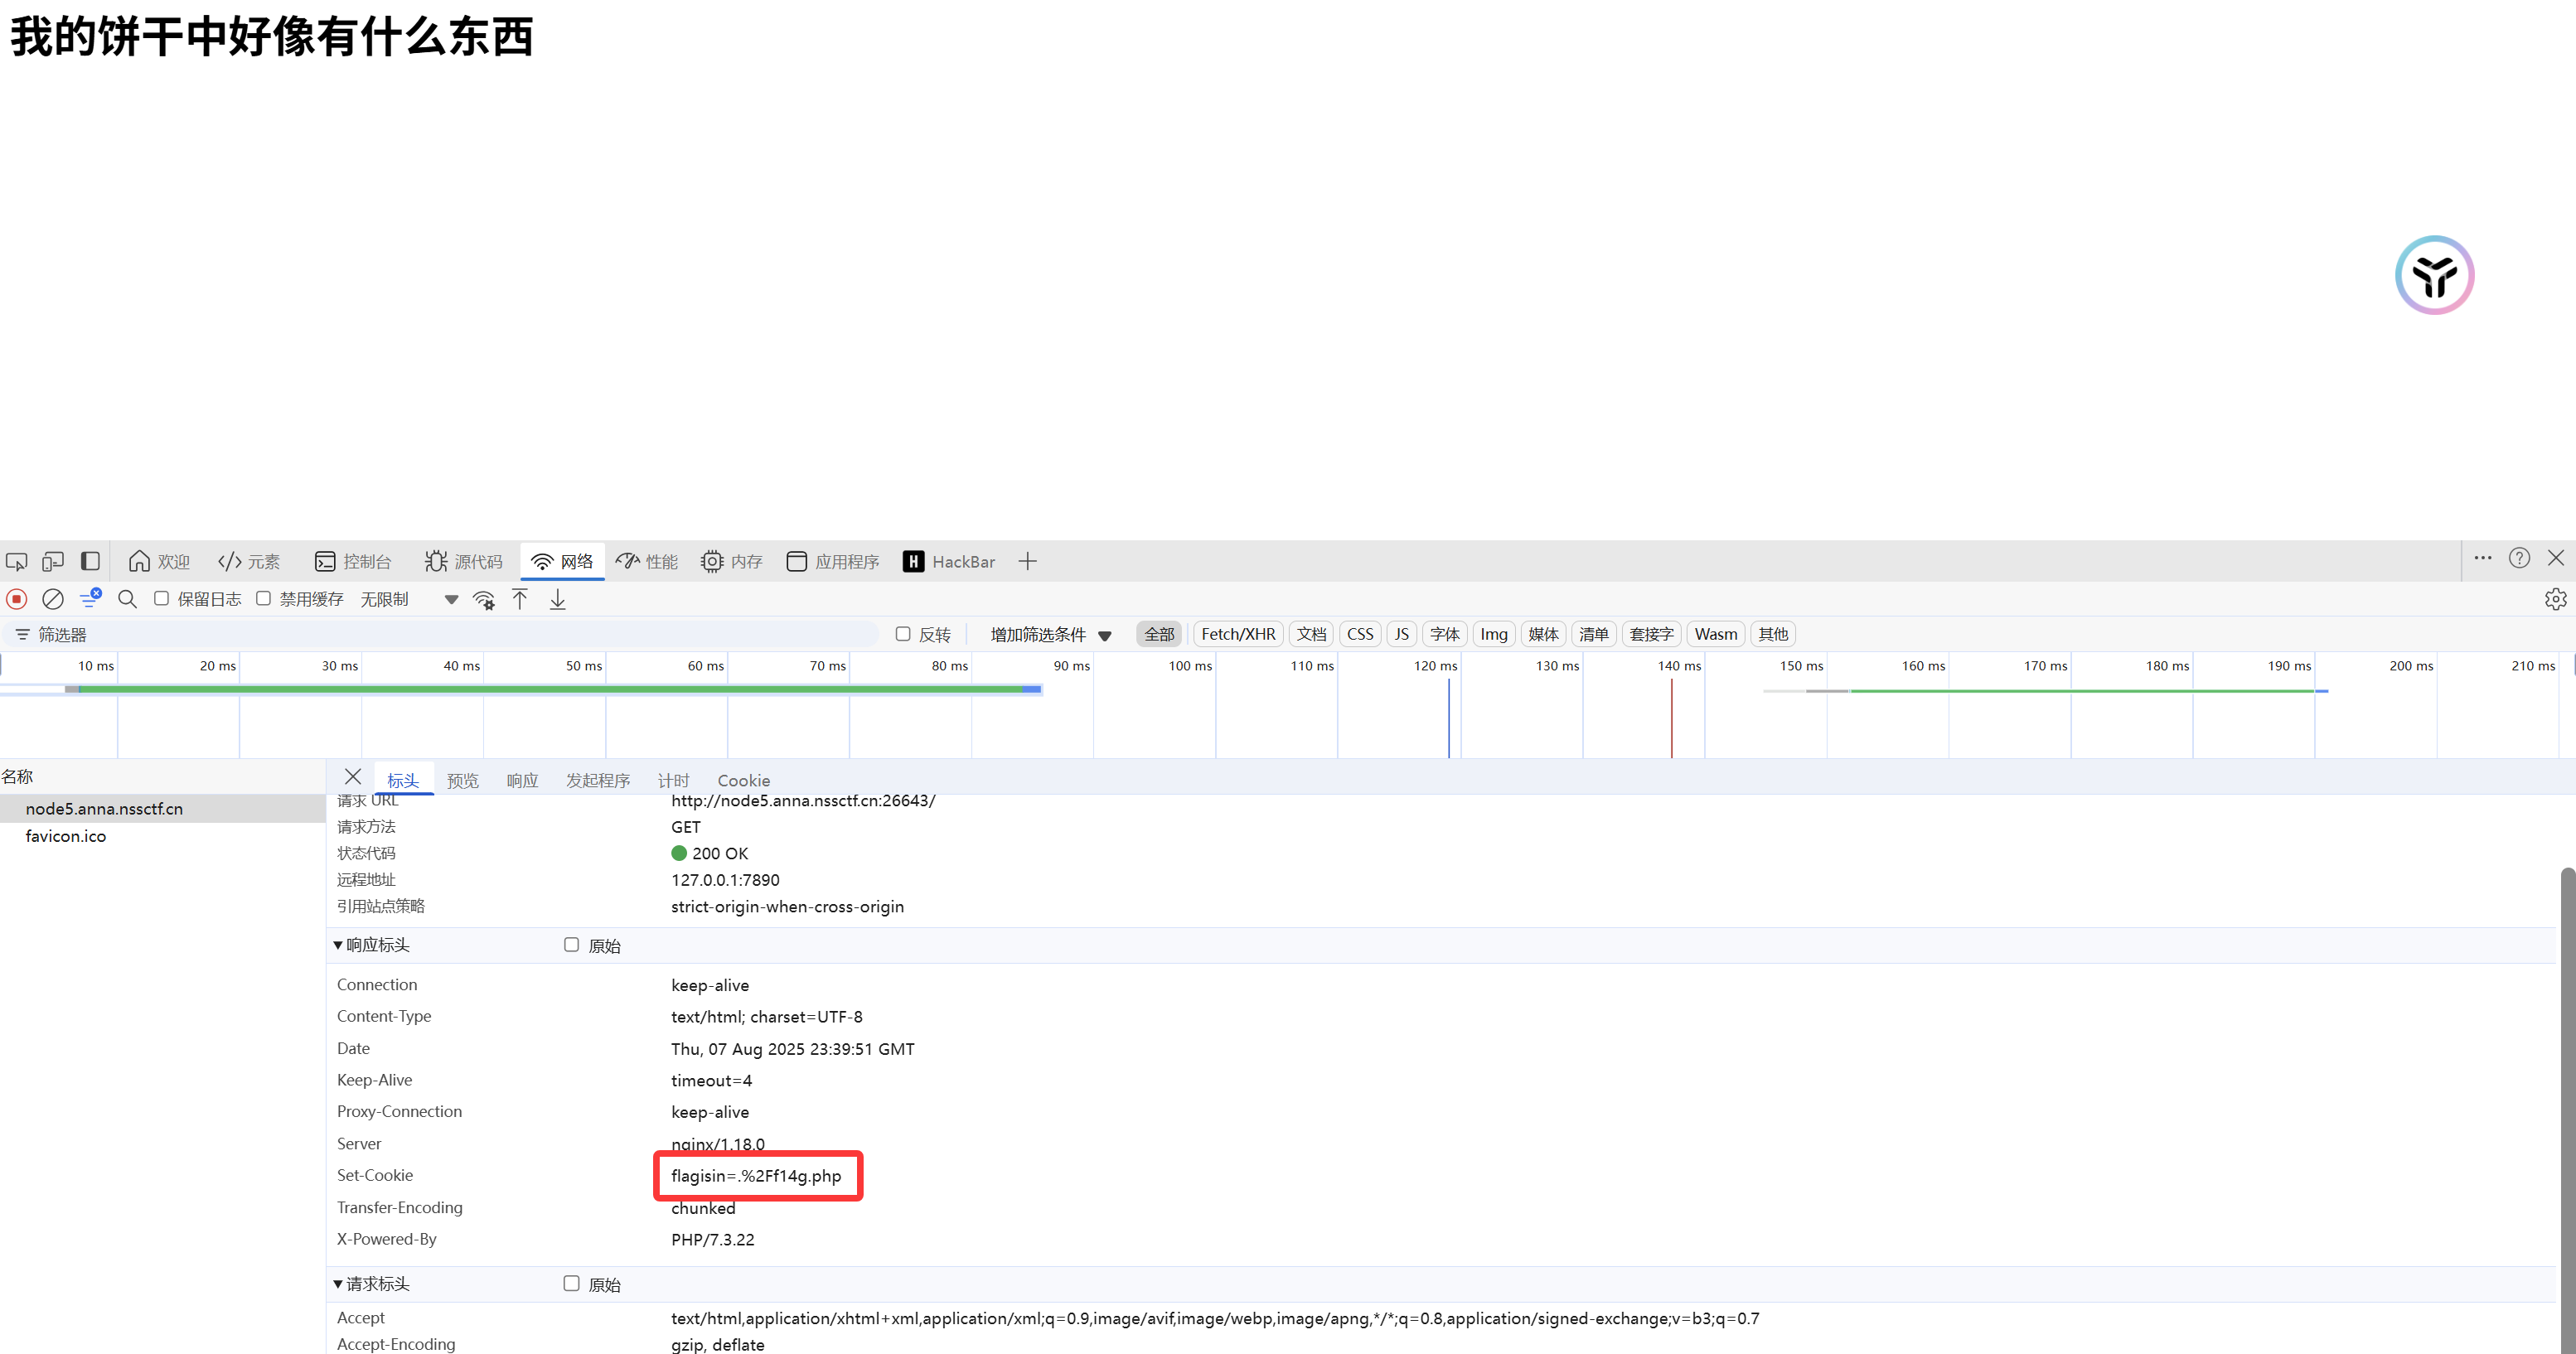 我的饼干中好像有什么东西
欢迎 元素 控制台 源代码 网络 性能 内存 应用程序 H HackBar
保留日志 禁用缓存 无限制
筛选器 反转 增加筛选条件 全部 Fetch/XHR 文档 CSS JS 字体 Img 媒体 清单 套接字 Wasm 其他
10 ms 20 ms 30 ms 40 ms 50 ms 60 ms 70 ms 80 ms 90 ms 100 ms 110 ms 120 ms 130 ms 140 ms 150 ms 160 ms 170 ms 180 ms 190 ms 200 ms 210 ms
名称
node5.anna.nssctf.cn
favicon.ico
标头 预览 响应 发起程序 计时 Cookie
请求 URL http://node5.anna.nssctf.cn:26643/
请求方法 GET
状态代码 200 OK
远程地址 127.0.0.1:7890
引用站点策略 strict-origin-when-cross-origin
响应标头 原始
Connection keep-alive
Content-Type text/html; charset=UTF-8
Date Thu, 07 Aug 2025 23:39:51 GMT
Keep-Alive timeout=4
Proxy-Connection keep-alive
Server nginx/1.18.0
Set-Cookie flagisin=.%2Ff14g.php
Transfer-Encoding chunked
X-Powered-By PHP/7.3.22
请求标头 原始
Accept text/html,application/xhtml+xml,application/xml;q=0.9,image/avif,image/webp,image/apng,*/*;q=0.8,application/signed-exchange;v=b3;q=0.7
Accept-Encoding gzip, deflate